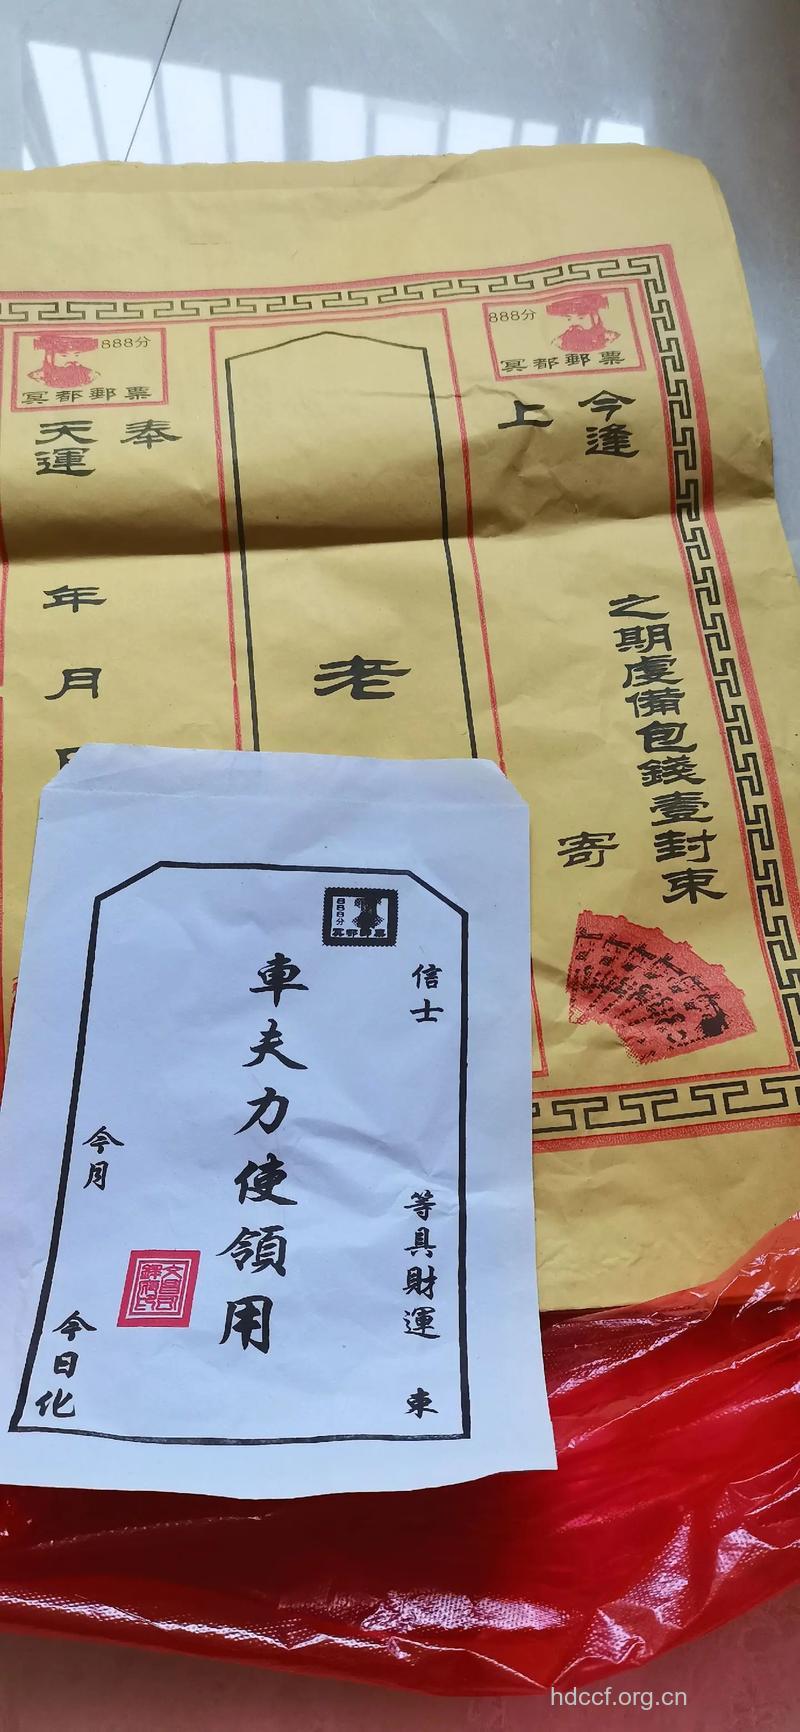 888分
冥都郵票
今逢
上
之期虔備包錢壹封束
寄
老
888分
冥都郵票
奉
天運
年月日
888分
冥都郵票
信士
等具財運
束
車夫力使領用
今月
今日化
hdccf.org.cn